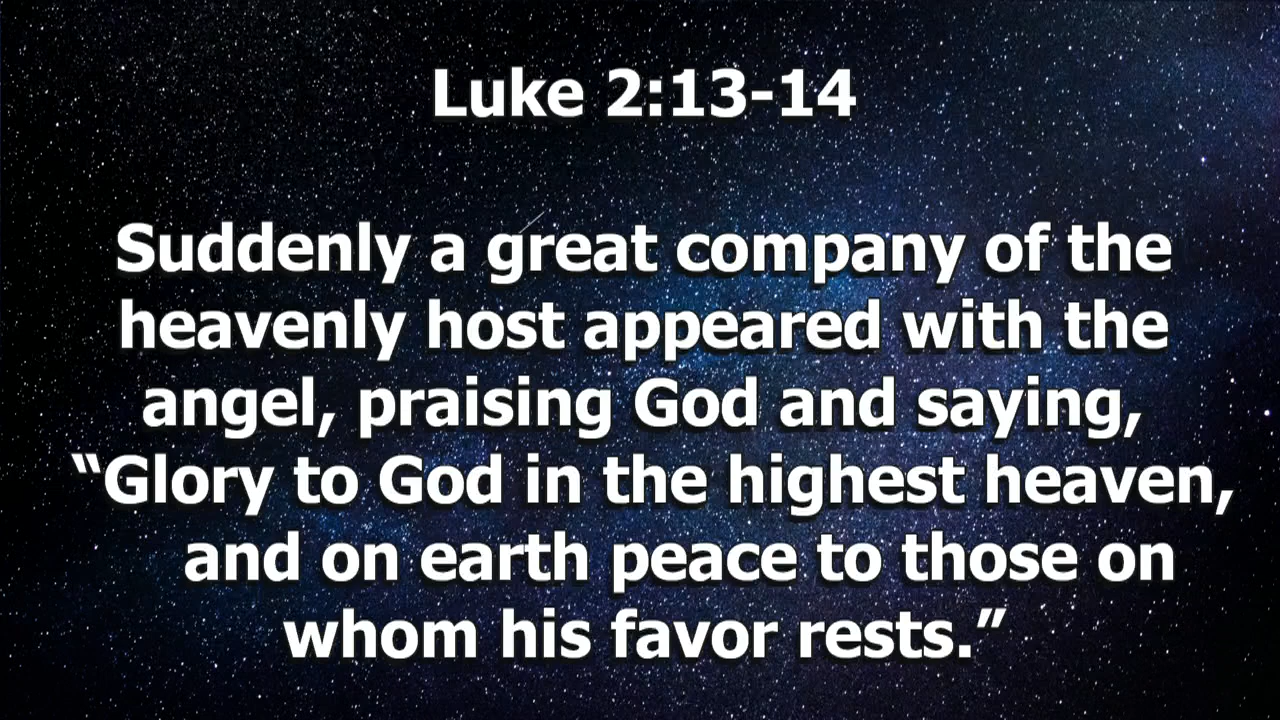 Luke 2:13-14
Suddenly a great company of the
heavenly host appeared with the
angel, praising God and saying,
“Glory to God in the highest heaven,
and on earth peace to those on
whom his favor rests.”